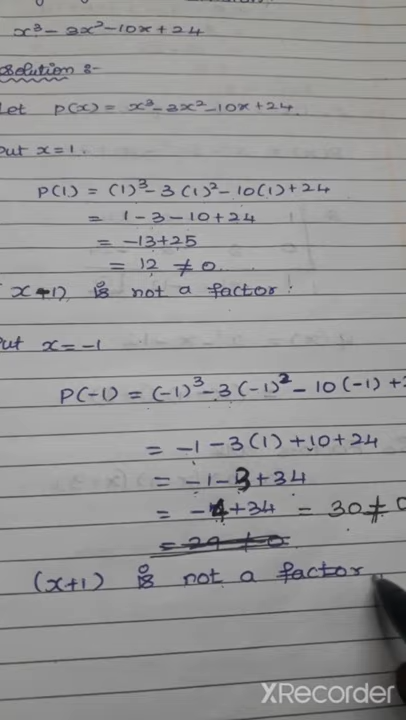 x³ - 3x² - 10x + 24
Solution :-
Let P(x) = x³ - 3x² - 10x + 24.
Put x = 1.
P(1) = (1)³ - 3(1)² - 10(1) + 24
= 1 - 3 - 10 + 24
= -13 + 25
= 12 ≠ 0.
x - 1) is not a factor.
Put x = -1
P(-1) = (-1)³ - 3(-1)² - 10(-1) + 2
= -1 - 3(1) + 10 + 24
= -1 - 3 + 34
= -4 + 34 = 30 ≠ 0
= 29 ≠ 0
(x+1) is not a factor
XRecorder